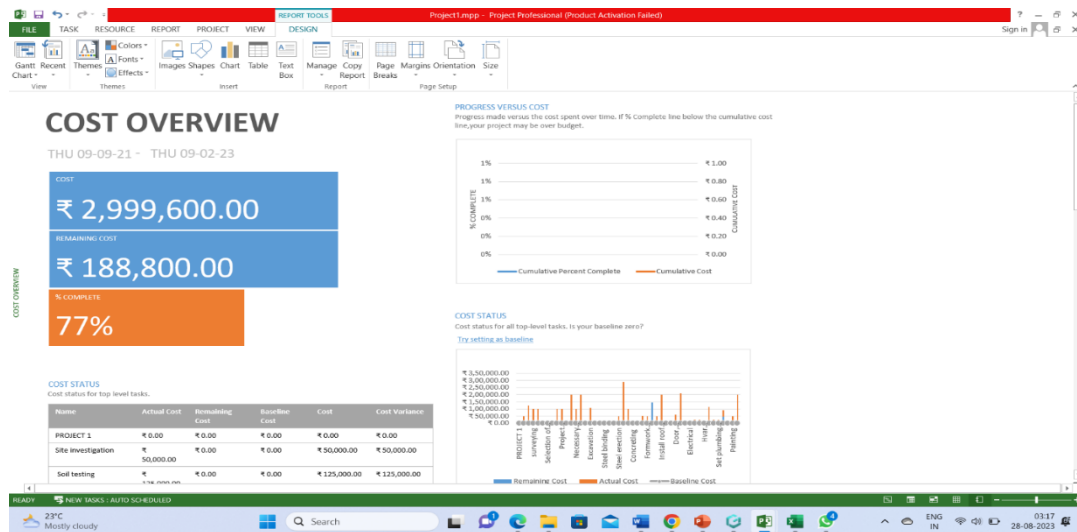 REPORT TOOLS
Project1.mpp - Project Professional (Product Activation Failed)
FILE TASK RESOURCE REPORT PROJECT VIEW DESIGN
Sign in
Gantt Chart
Recent
Themes
Colors
Fonts
Effects
Images
Shapes
Chart
Table
Text Box
Manage
Copy Report
Page Breaks
Margins
Orientation
Size
View Themes Insert Report Page Setup
COST OVERVIEW
THU 09-09-21 - THU 09-02-23
COST
₹ 2,999,600.00
REMAINING COST
₹ 188,800.00
% COMPLETE
77%
COST OVERVIEW
COST STATUS
Cost status for top level tasks.
Name Actual Cost Remaining Cost Baseline Cost Cost Cost Variance
PROJECT 1 ₹ 0.00 ₹ 0.00 ₹ 0.00 ₹ 0.00 ₹ 0.00
Site investigation ₹ 50,000.00 ₹ 0.00 ₹ 0.00 ₹ 50,000.00 ₹ 50,000.00
Soil testing ₹ ₹ 0.00 ₹ 0.00 ₹ 125,000.00 ₹ 125,000.00
PROGRESS VERSUS COST
Progress made versus the cost spent over time. If % Complete line below the cumulative cost
line,your project may be over budget.
% COMPLETE
1% ₹ 1.00
1% ₹ 0.80
1% ₹ 0.60
0% ₹ 0.40
0% ₹ 0.20
0% ₹ 0.00
CUMULATIVE COST
Cumulative Percent Complete Cumulative Cost
COST STATUS
Cost status for all top-level tasks. Is your baseline zero?
Try setting as baseline
₹ 3,50,000.00
₹ 3,00,000.00
₹ 2,50,000.00
₹ 2,00,000.00
₹ 1,50,000.00
₹ 1,00,000.00
₹ 50,000.00
₹ 0.00
PROJECT 1
surveying
Selection of.
Project.
Necessary.
Excavation
Steel binding
Steel erection
Concreting
Formwork.
Install roof
Door,
Electrical
Hvac
Set plumbing
Painting
Remaining Cost Actual Cost Baseline Cost
READY NEW TASKS : AUTO SCHEDULED
23°C
Mostly cloudy
Search
ENG
IN
03:17
28-08-2023